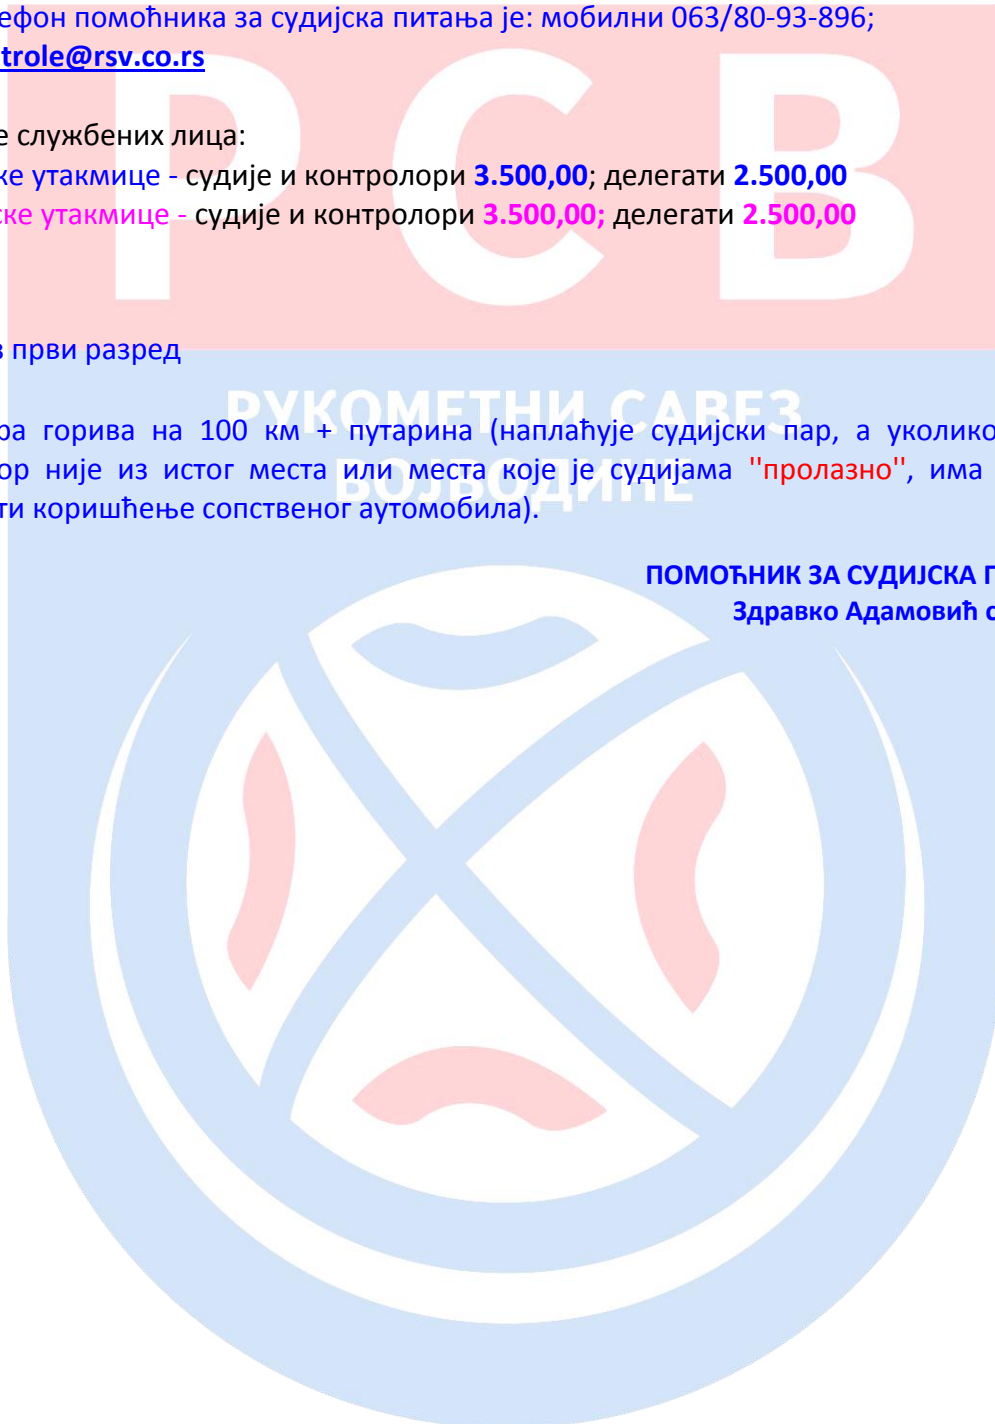 ефон помоћника за судијска питања је: мобилни 063/80-93-896;
trole@rsv.co.rs
е службених лица:
ке утакмице - судије и контролори 3.500,00; делегати 2.500,00
ске утакмице - судије и контролори 3.500,00; делегати 2.500,00
РСВ
в први разред
РУКОМЕТНИ САВЕЗ
ра горива на 100 км + путарина (наплаћује судијски пар, а уколико
ор није из истог места или места које је судијама "пролазно", има
ВОЈВОДИНЕ
ти коришћење сопственог аутомобила).
ПОМОЋНИК ЗА СУДИЈСКА П
Здравко Адамовић с